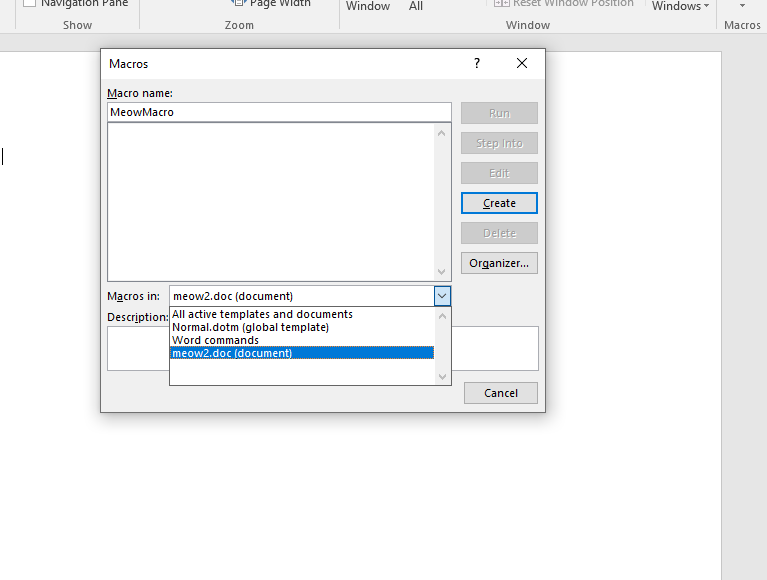 Navigation Pane
Page Width
Window
All
Reset Window Position
Windows
Show
Zoom
Window
Macros
Macros
?
Macro name:
MeowMacro
Run
Step Into
Edit
Create
Delete
Organizer...
Macros in:
meow2.doc (document)
All active templates and documents
Description:
Normal.dotm (global template)
Word commands
meow2.doc (document)
Cancel